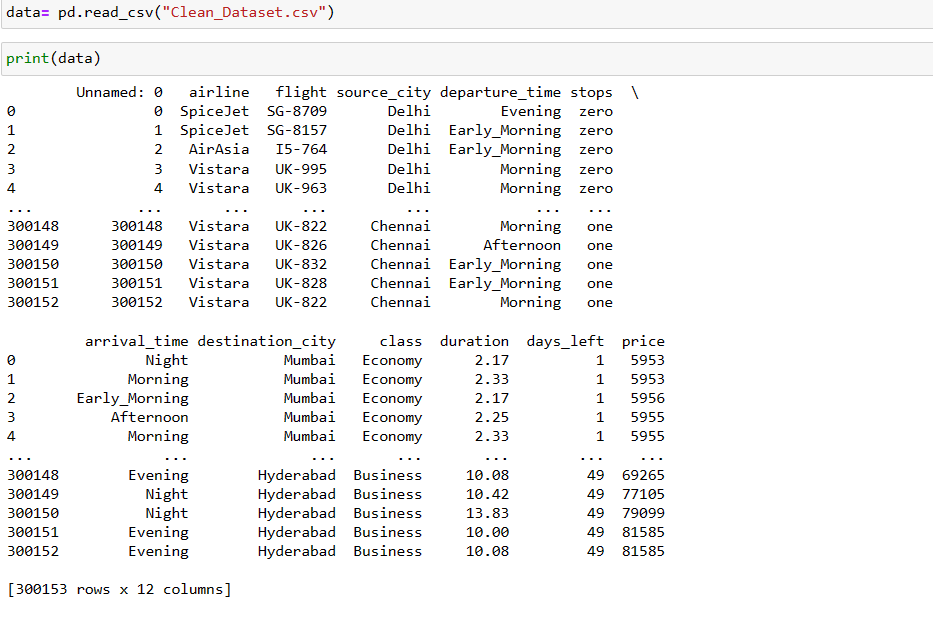 data= pd.read_csv("Clean_Dataset.csv")
print(data)
Unnamed: 0 airline flight source_city departure_time stops \
0 0 SpiceJet SG-8709 Delhi Evening zero
1 1 SpiceJet SG-8157 Delhi Early_Morning zero
2 2 AirAsia I5-764 Delhi Early_Morning zero
3 3 Vistara UK-995 Delhi Morning zero
4 4 Vistara UK-963 Delhi Morning zero
... ... ... ... ... ... ...
300148 300148 Vistara UK-822 Chennai Morning one
300149 300149 Vistara UK-826 Chennai Afternoon one
300150 300150 Vistara UK-832 Chennai Early_Morning one
300151 300151 Vistara UK-828 Chennai Early_Morning one
300152 300152 Vistara UK-822 Chennai Morning one
arrival_time destination_city class duration days_left price
0 Night Mumbai Economy 2.17 1 5953
1 Morning Mumbai Economy 2.33 1 5953
2 Early_Morning Mumbai Economy 2.17 1 5956
3 Afternoon Mumbai Economy 2.25 1 5955
4 Morning Mumbai Economy 2.33 1 5955
... ... ... ... ... ... ...
300148 Evening Hyderabad Business 10.08 49 69265
300149 Night Hyderabad Business 10.42 49 77105
300150 Night Hyderabad Business 13.83 49 79099
300151 Evening Hyderabad Business 10.00 49 81585
300152 Evening Hyderabad Business 10.08 49 81585
[300153 rows x 12 columns]